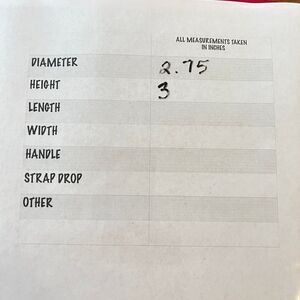 ALL MEASUREMENTS TAKEN
IN INCHES
DIAMETER 2.75
HEIGHT 3
LENGTH
WIDTH
HANDLE
STRAP DROP
OTHER